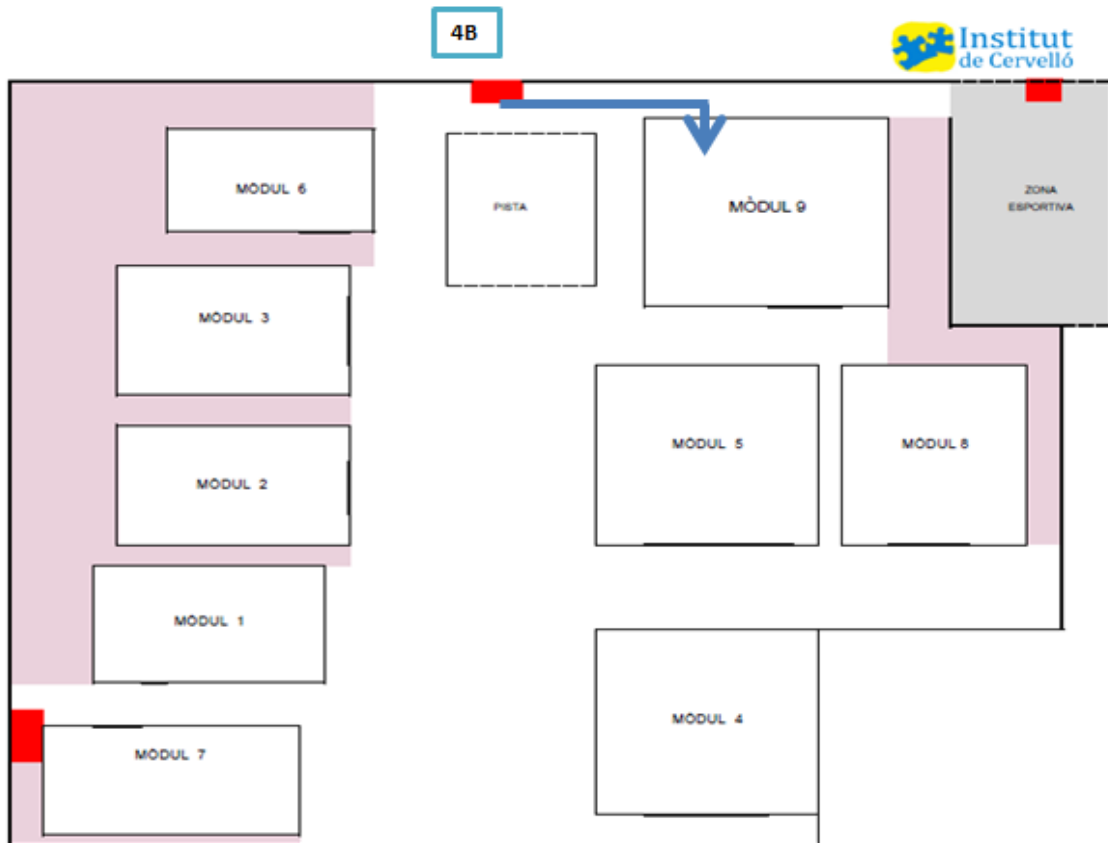 4B
Institut
de Cervelló
MÒDUL 6
PISTA
MÒDUL 9
ZONA
ESPORTIVA
MÒDUL 3
MÒDUL 5
MÒDUL 8
MÒDUL 2
MÒDUL 1
MÒDUL 4
MÒDUL 7